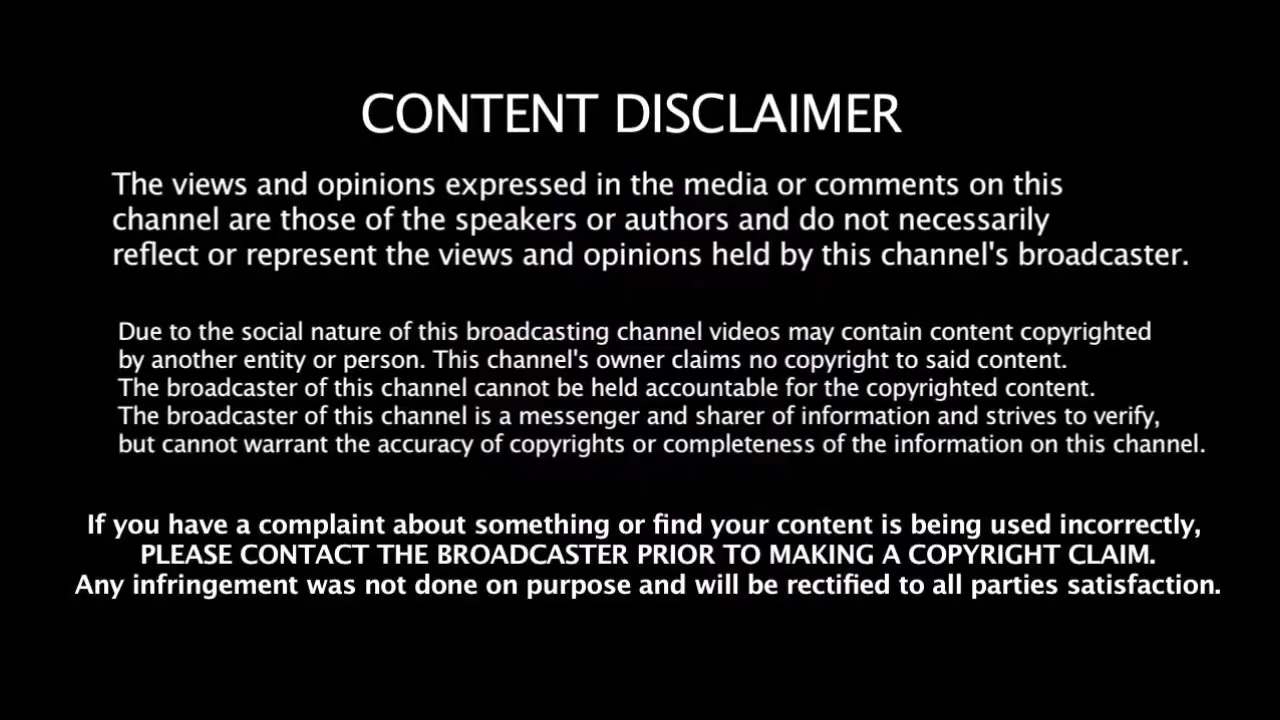 CONTENT DISCLAIMER
The views and opinions expressed in the media or comments on this
channel are those of the speakers or authors and do not necessarily
reflect or represent the views and opinions held by this channel's broadcaster.
Due to the social nature of this broadcasting channel videos may contain content copyrighted
by another entity or person. This channel's owner claims no copyright to said content.
The broadcaster of this channel cannot be held accountable for the copyrighted content.
The broadcaster of this channel is a messenger and sharer of information and strives to verify,
but cannot warrant the accuracy of copyrights or completeness of the information on this channel.
If you have a complaint about something or find your content is being used incorrectly,
PLEASE CONTACT THE BROADCASTER PRIOR TO MAKING A COPYRIGHT CLAIM.
Any infringement was not done on purpose and will be rectified to all parties satisfaction.